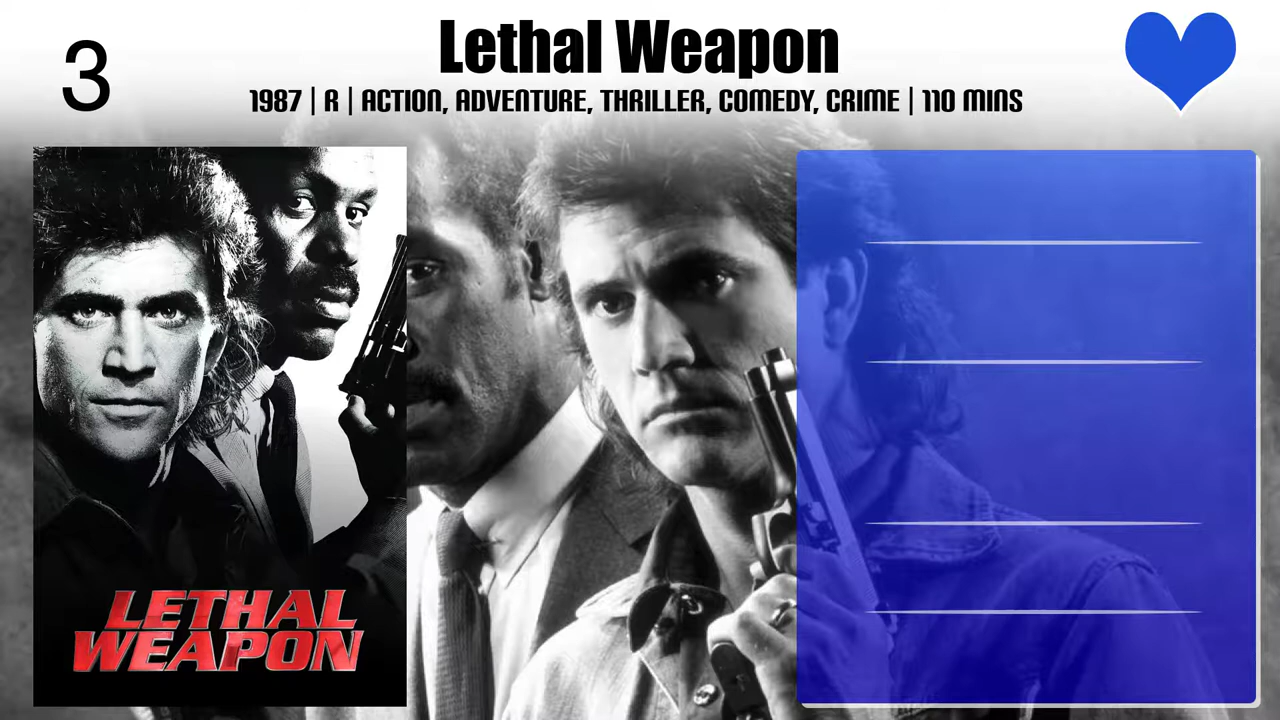 3
Lethal Weapon
1987 | R | ACTION, ADVENTURE, THRILLER, COMEDY, CRIME | 110 MINS
LETHAL
WEAPON